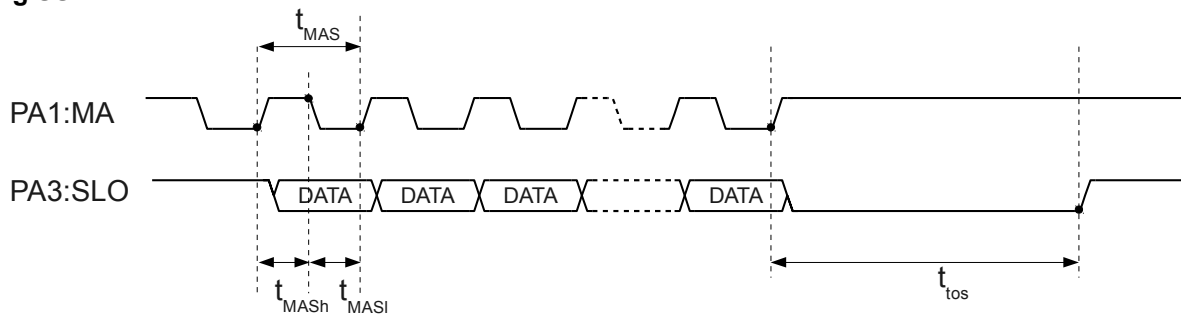 t_MAS
PA1:MA
PA3:SLO
DATA DATA DATA DATA
t_MASh t_MASl
t_tos